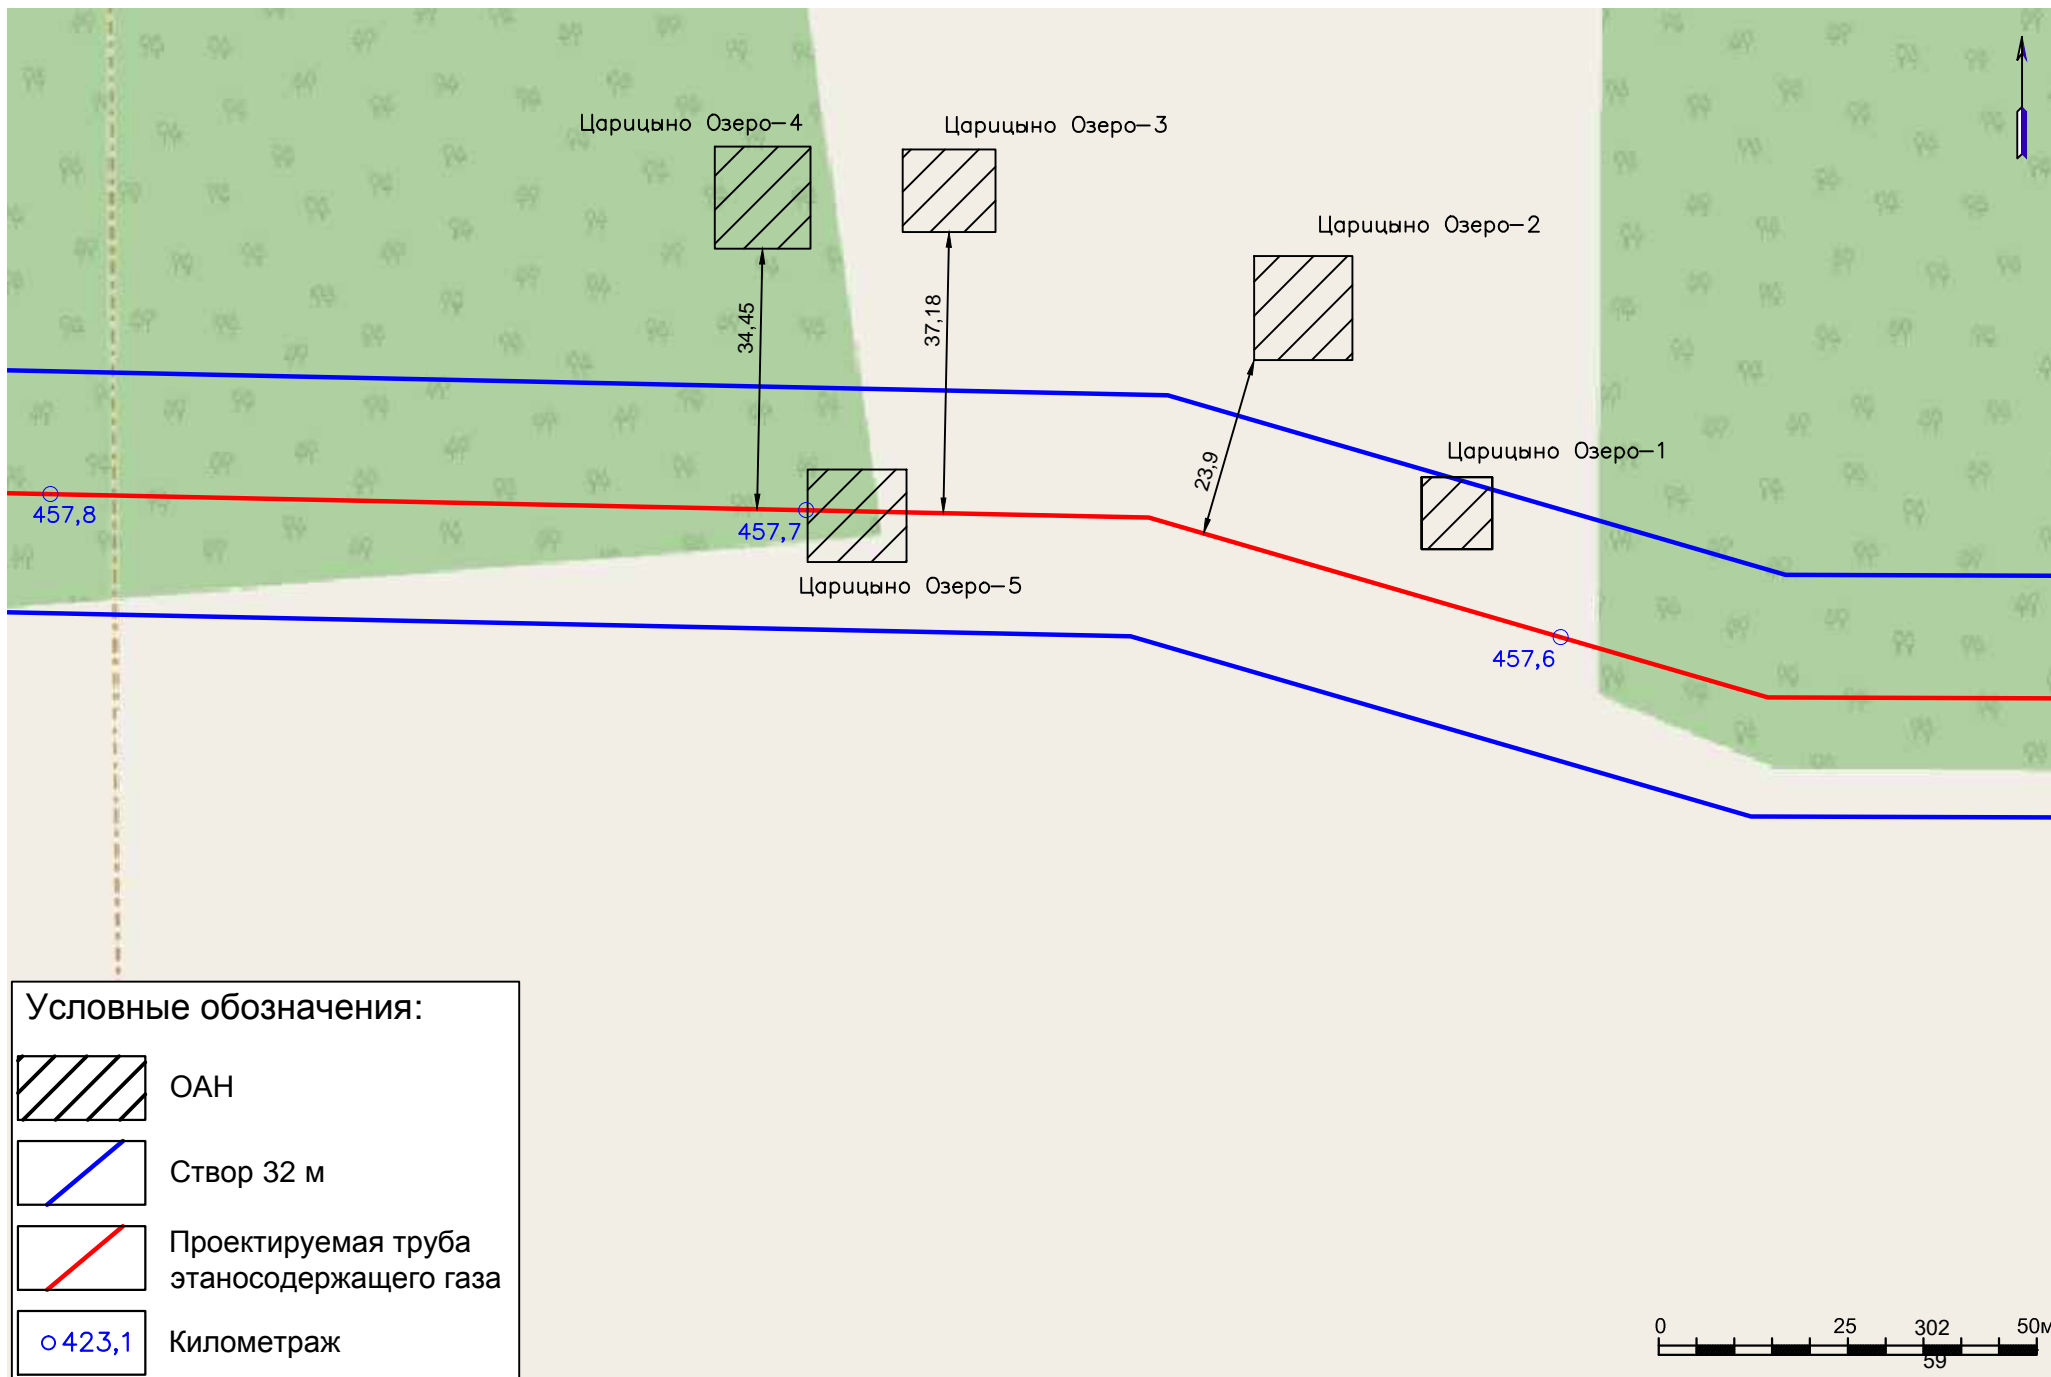 Царицыно Озеро-4
Царицыно Озеро-3
Царицыно Озеро-2
34,45
37,18
23,9
Царицыно Озеро-1
457,8
457,7
Царицыно Озеро-5
457,6
Условные обозначения:
ОАН
Створ 32 м
Проектируемая труба
этаносодержащего газа
423,1 Километраж
0 25 302 50м
59